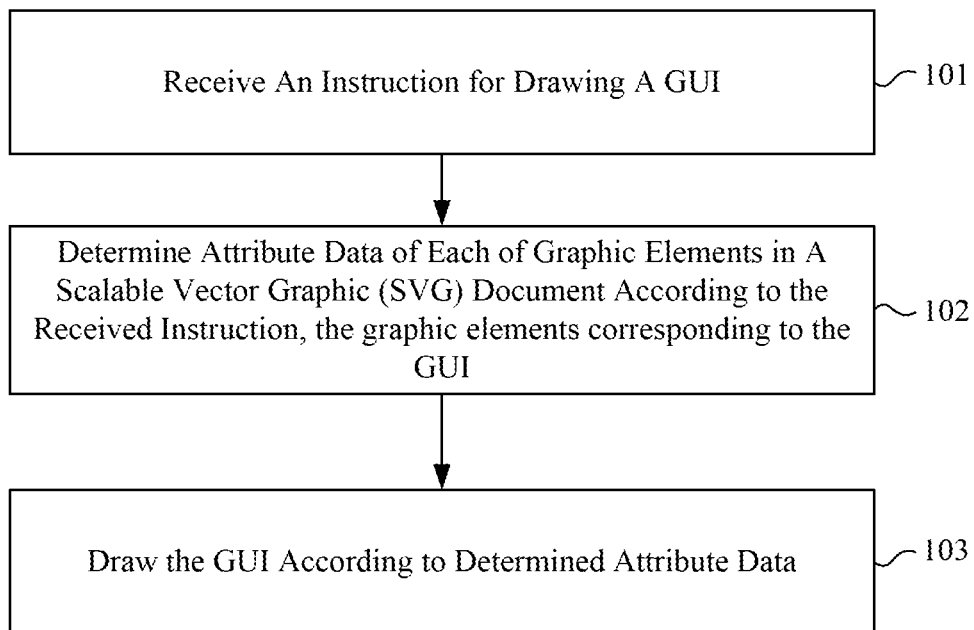 Receive An Instruction for Drawing A GUI
101
Determine Attribute Data of Each of Graphic Elements in A
Scalable Vector Graphic (SVG) Document According to the
Received Instruction, the graphic elements corresponding to the
GUI
102
Draw the GUI According to Determined Attribute Data
103